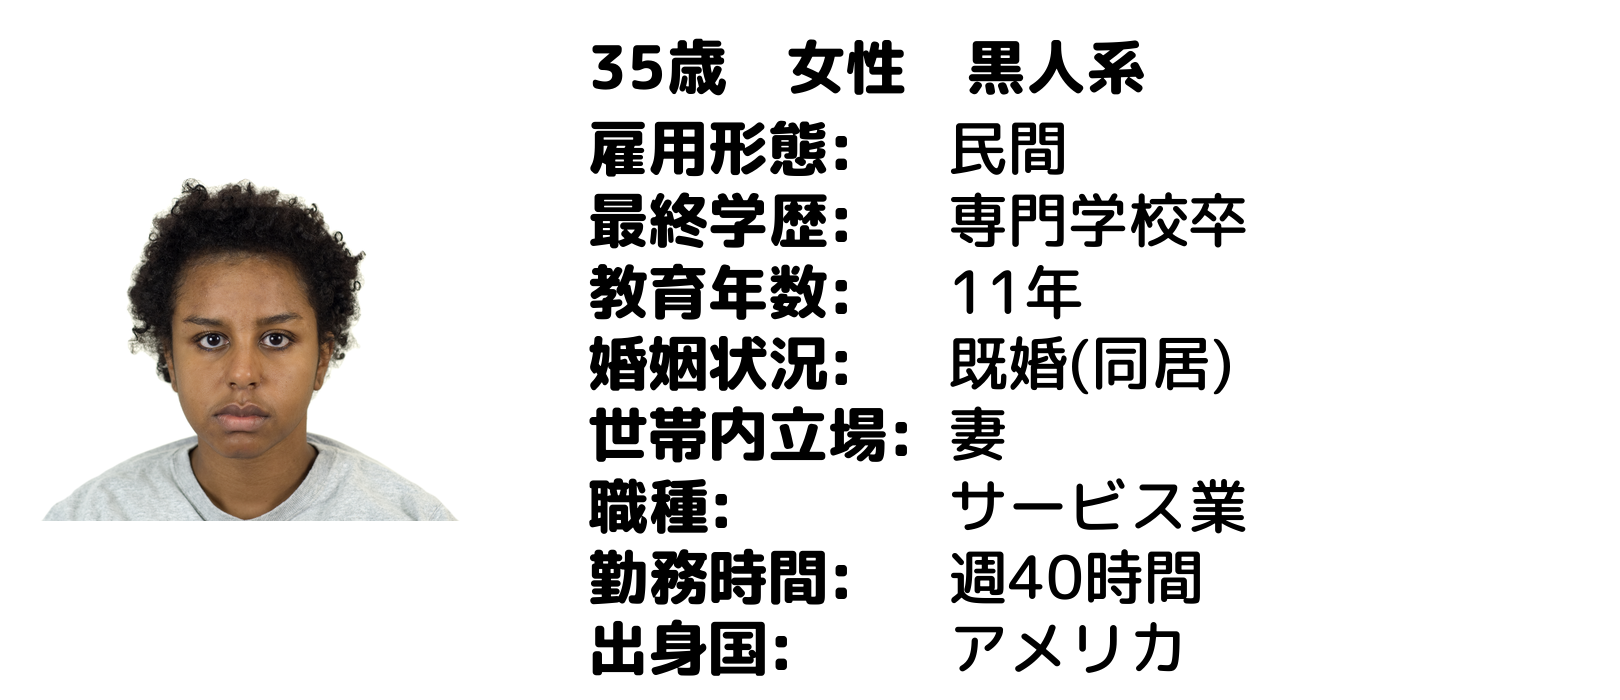 35歳　女性　黒人系
雇用形態:　民間
最終学歴:　専門学校卒
教育年数:　11年
婚姻状況:　既婚(同居)
世帯内立場:　妻
職種:　サービス業
勤務時間:　週40時間
出身国:　アメリカ